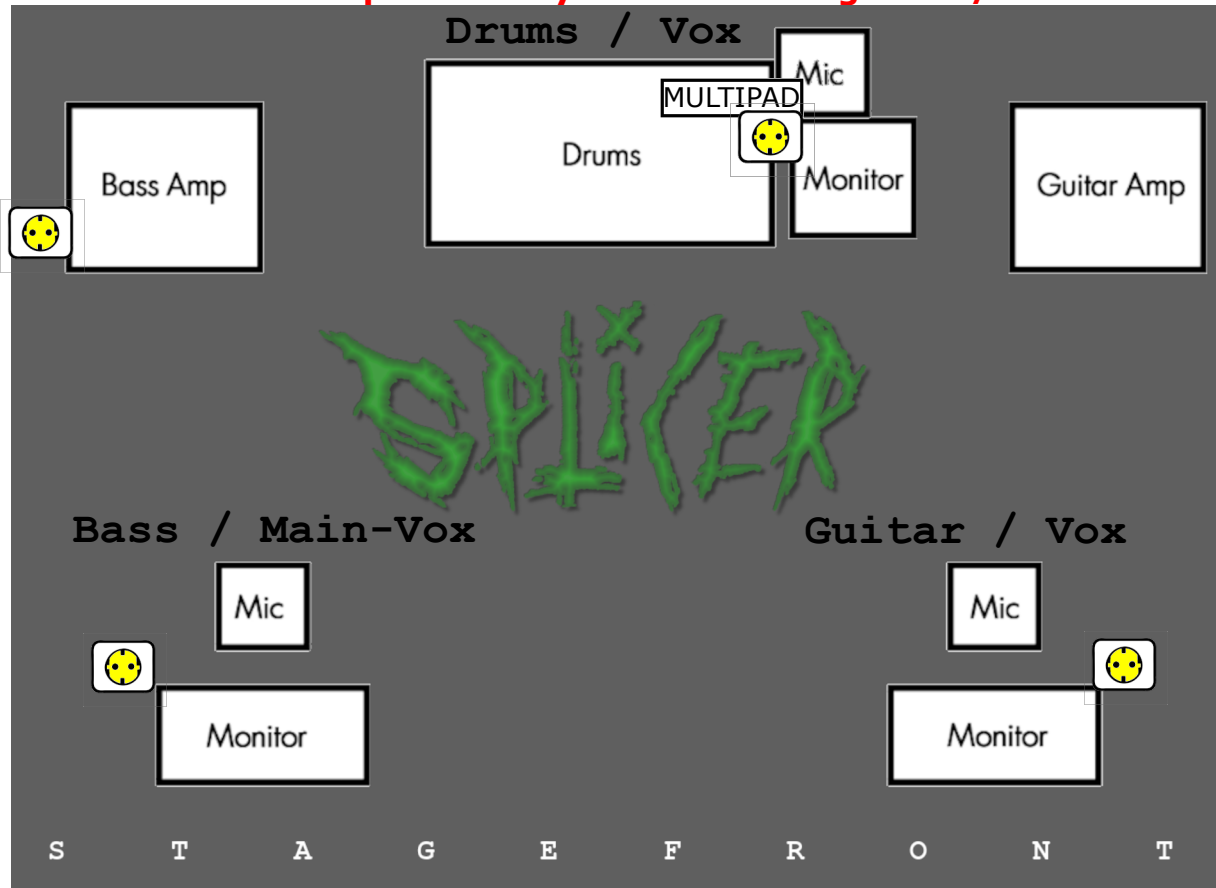 Drums / Vox
Mic
MULTIPAD
Drums
Bass Amp
Monitor
Guitar Amp
SPLiCER
Bass / Main-Vox
Guitar / Vox
Mic
Mic
Monitor
Monitor
S T A G E F R O N T